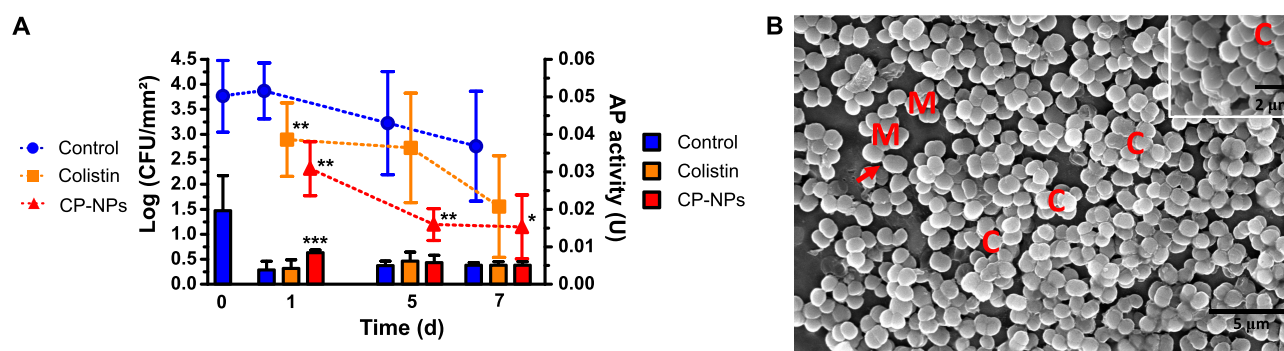 A
Log (CFU/mm²)
4.5
4.0
3.5
3.0
2.5
2.0
1.5
1.0
0.5
0.0
0.06
0.05
0.04
0.03
0.02
0.01
0.00
AP activity (U)
Control
Colistin
CP-NPs
**
**
***
**
*
0 1 5 7
Time (d)
Control
Colistin
CP-NPs
B
C
2 µm
M
M
C
C
C
5 µm